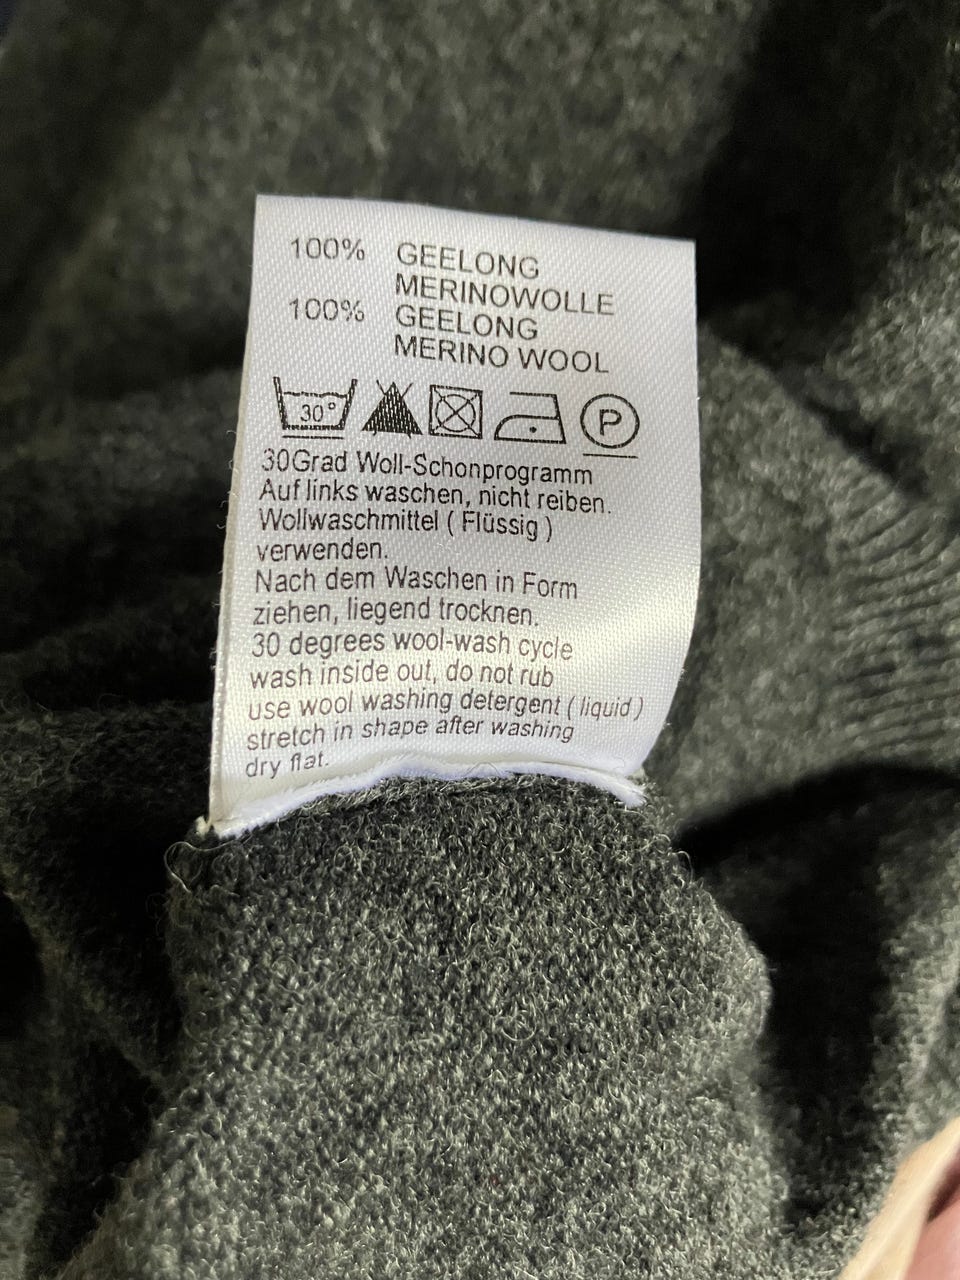 100% GEELONG
MERINOWOLLE
100% GEELONG
MERINO WOOL
30° P
30Grad Woll-Schonprogramm
Auf links waschen, nicht reiben.
Wollwaschmittel ( Flüssig )
verwenden.
Nach dem Waschen in Form
ziehen, liegend trocknen.
30 degrees wool-wash cycle
wash inside out, do not rub
use wool washing detergent ( liquid )
stretch in shape after washing
dry flat.